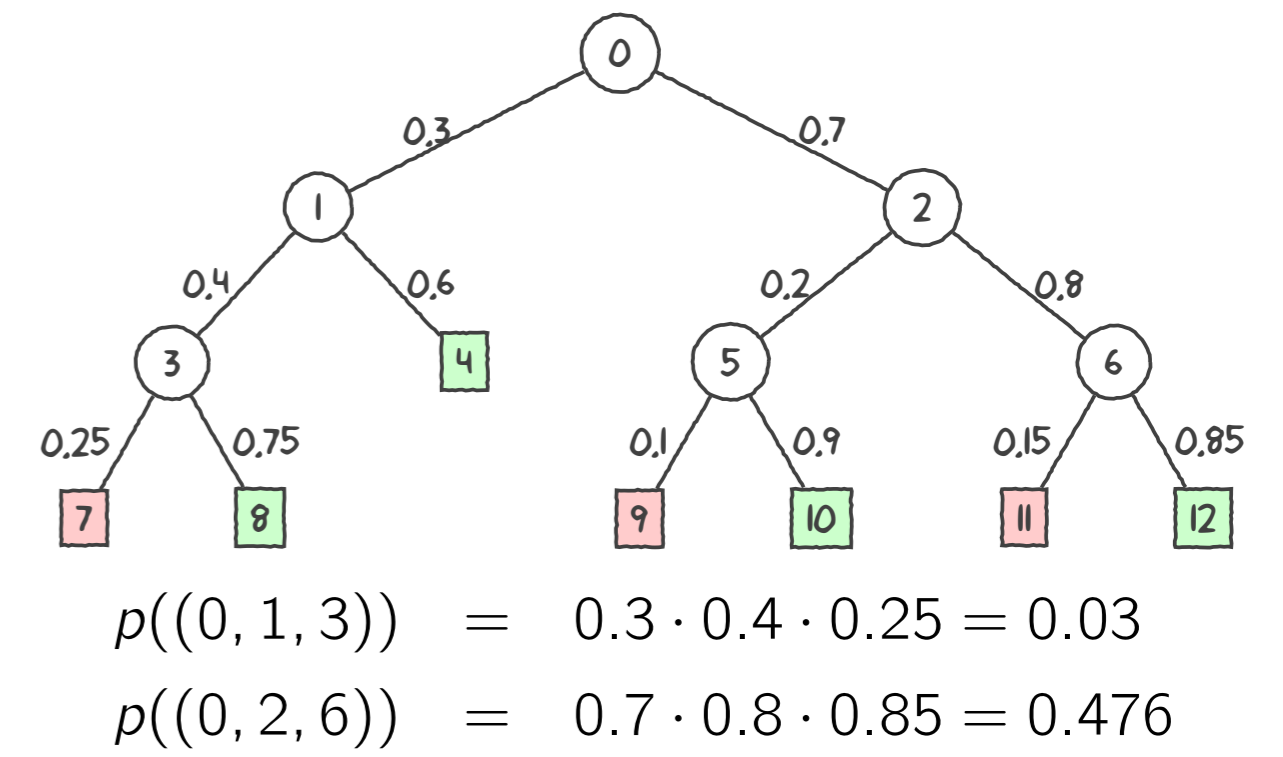 0
0.3 0.7
1 2
0.4 0.6 0.2 0.8
3 4 5 6
0.25 0.75 0.1 0.9 0.15 0.85
7 8 9 10 11 12
p((0, 1, 3)) = 0.3 · 0.4 · 0.25 = 0.03
p((0, 2, 6)) = 0.7 · 0.8 · 0.85 = 0.476